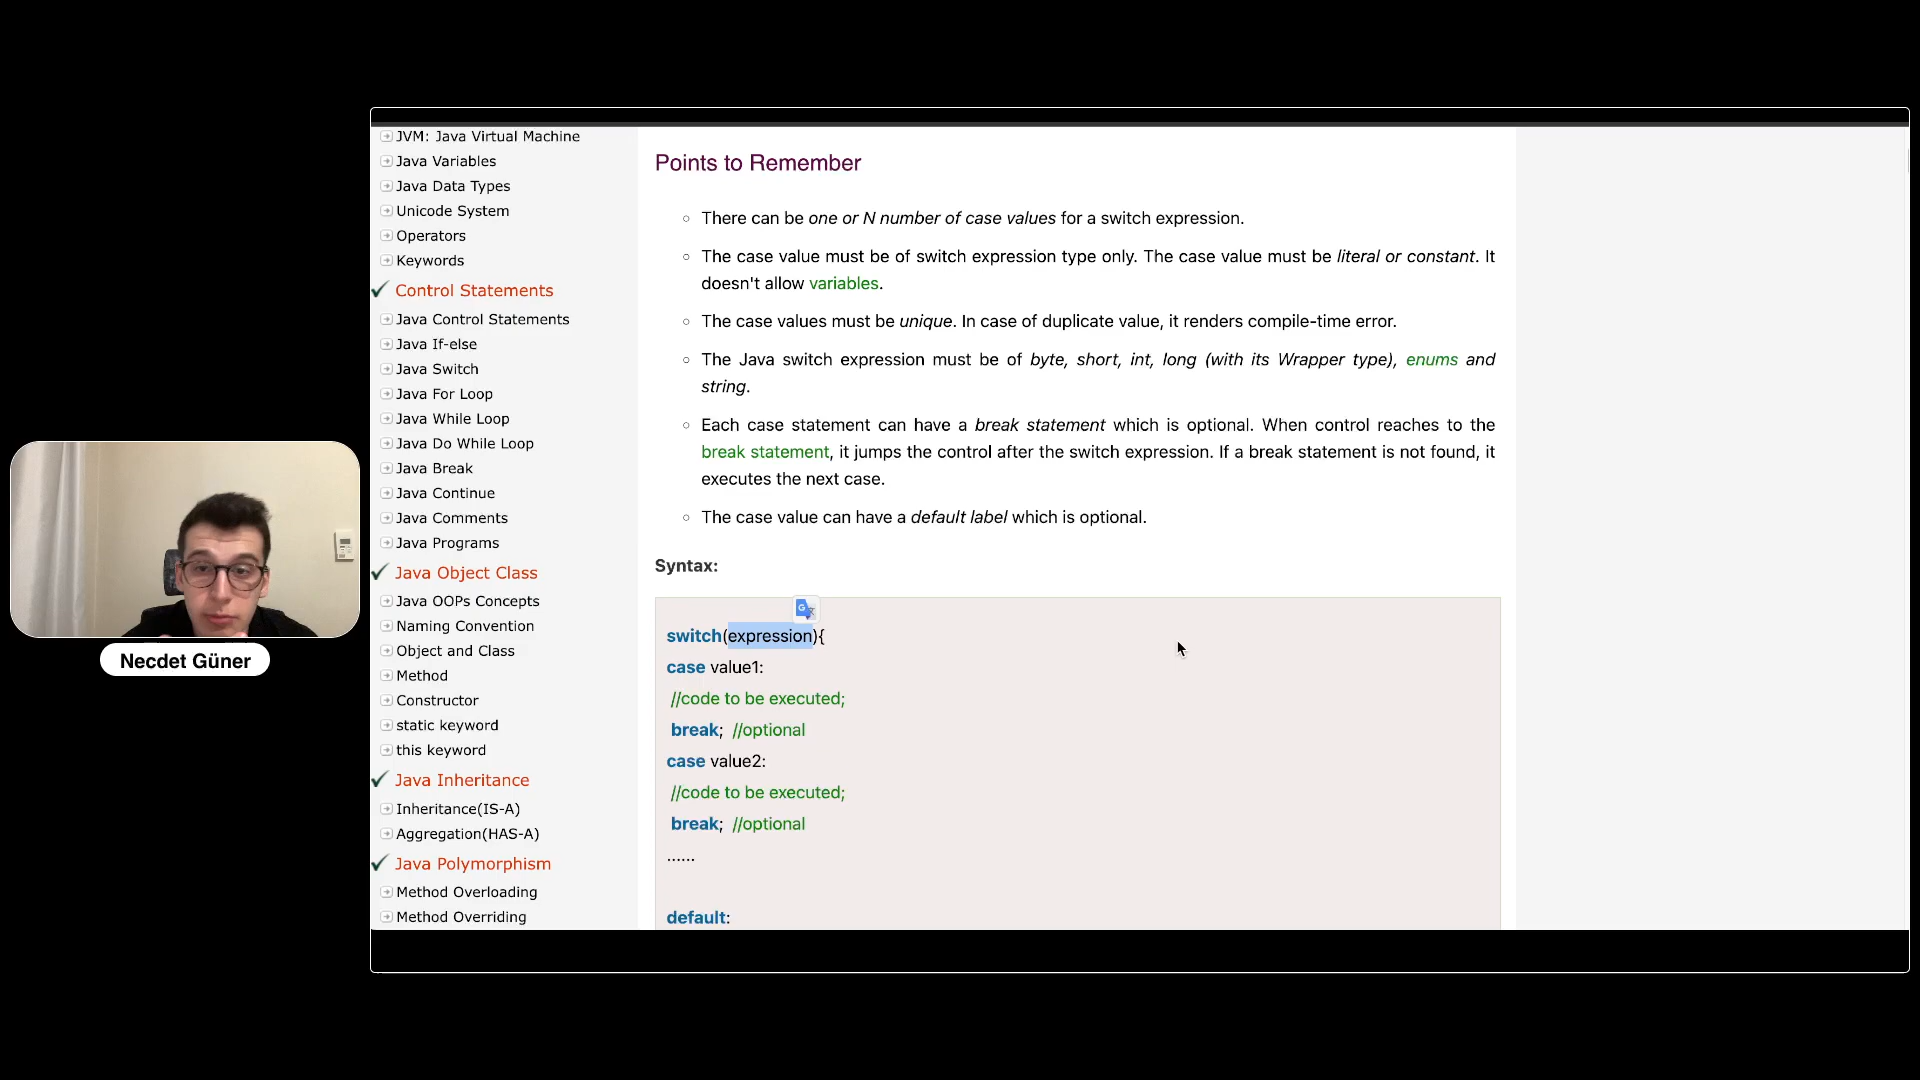 JVM: Java Virtual Machine
Java Variables
Java Data Types
Unicode System
Operators
Keywords
Control Statements
Java Control Statements
Java If-else
Java Switch
Java For Loop
Java While Loop
Java Do While Loop
Java Break
Java Continue
Java Comments
Java Programs
Java Object Class
Java OOPs Concepts
Naming Convention
Object and Class
Method
Constructor
static keyword
this keyword
Java Inheritance
Inheritance(IS-A)
Aggregation(HAS-A)
Java Polymorphism
Method Overloading
Method Overriding
Points to Remember
There can be one or N number of case values for a switch expression.
The case value must be of switch expression type only. The case value must be literal or constant. It
doesn't allow variables.
The case values must be unique. In case of duplicate value, it renders compile-time error.
The Java switch expression must be of byte, short, int, long (with its Wrapper type), enums and
string.
Each case statement can have a break statement which is optional. When control reaches to the
break statement, it jumps the control after the switch expression. If a break statement is not found, it
executes the next case.
The case value can have a default label which is optional.
Syntax:
switch(expression){
case value1:
//code to be executed;
break; //optional
case value2:
//code to be executed;
break; //optional
......
default:
Necdet Güner